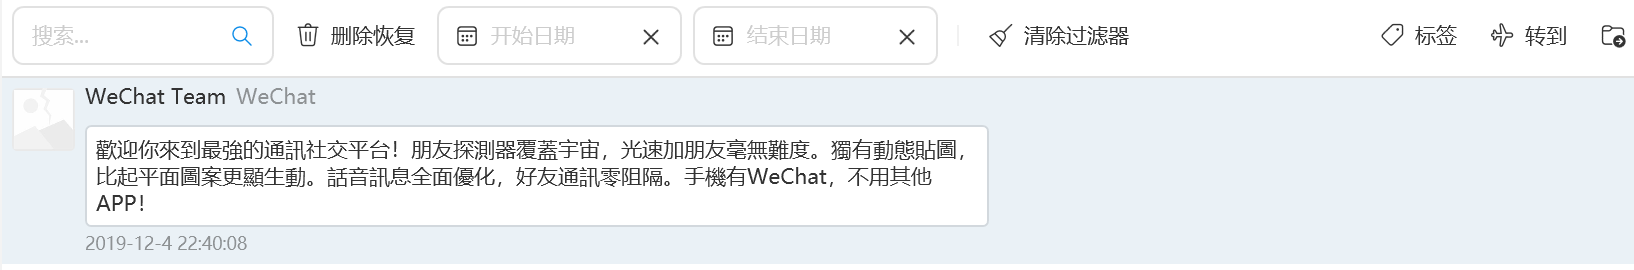 搜索... 删除恢复 开始日期 结束日期 清除过滤器 标签 转到
WeChat Team WeChat
歡迎你來到最強的通訊社交平台！朋友探測器覆蓋宇宙，光速加朋友毫無難度。獨有動態貼圖，
比起平面圖案更顯生動。話音訊息全面優化，好友通訊零阻隔。手機有WeChat，不用其他
APP！
2019-12-4 22:40:08